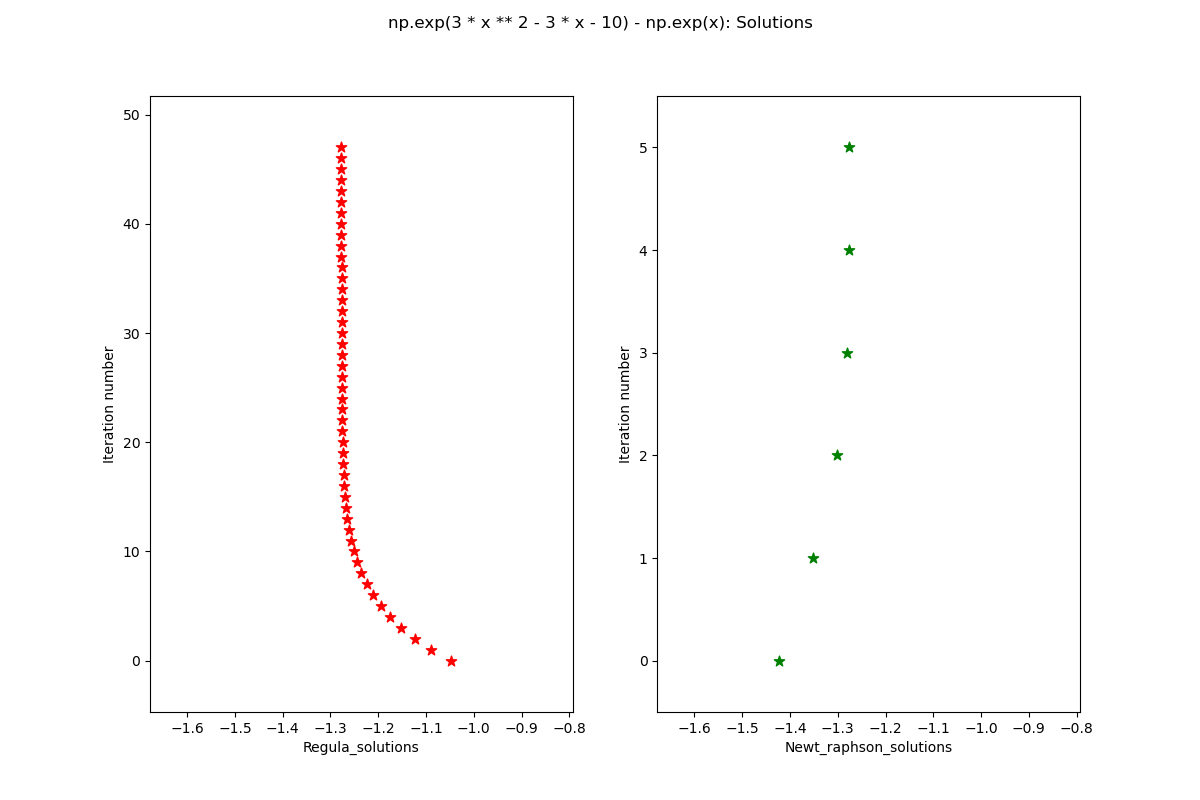 np.exp(3 * x ** 2 - 3 * x - 10) - np.exp(x): Solutions
50
40
30
20
10
0
Iteration number
−1.6 −1.5 −1.4 −1.3 −1.2 −1.1 −1.0 −0.9 −0.8
Regula_solutions
5
4
3
2
1
0
Iteration number
−1.6 −1.5 −1.4 −1.3 −1.2 −1.1 −1.0 −0.9 −0.8
Newt_raphson_solutions